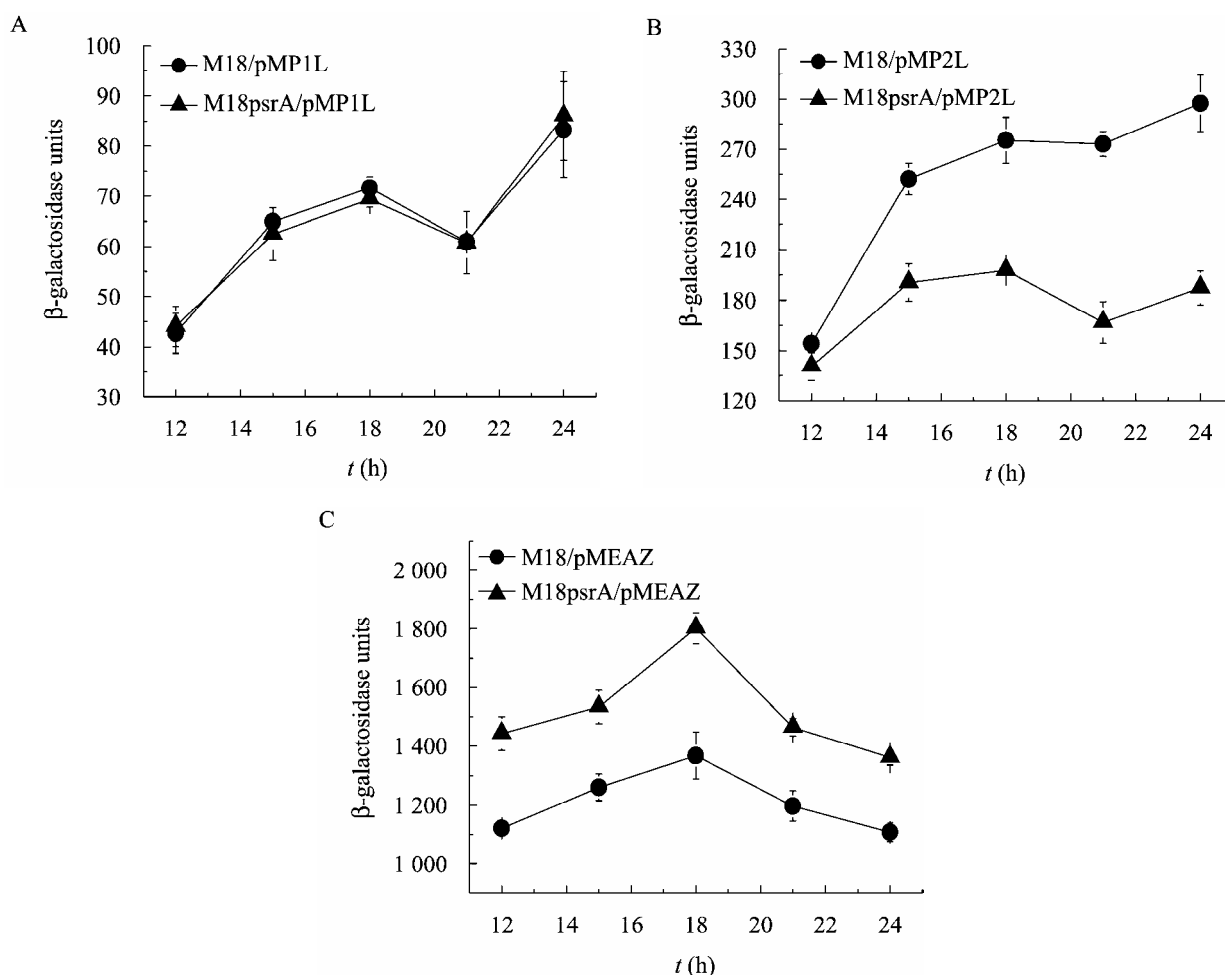 A
100
90
80
70
60
50
40
30
β-galactosidase units
M18/pMP1L
M18psrA/pMP1L
12 14 16 18 20 22 24
t (h)
B
330
300
270
240
210
180
150
120
β-galactosidase units
M18/pMP2L
M18psrA/pMP2L
12 14 16 18 20 22 24
t (h)
C
2 000
1 800
1 600
1 400
1 200
1 000
β-galactosidase units
M18/pMEAZ
M18psrA/pMEAZ
12 14 16 18 20 22 24
t (h)